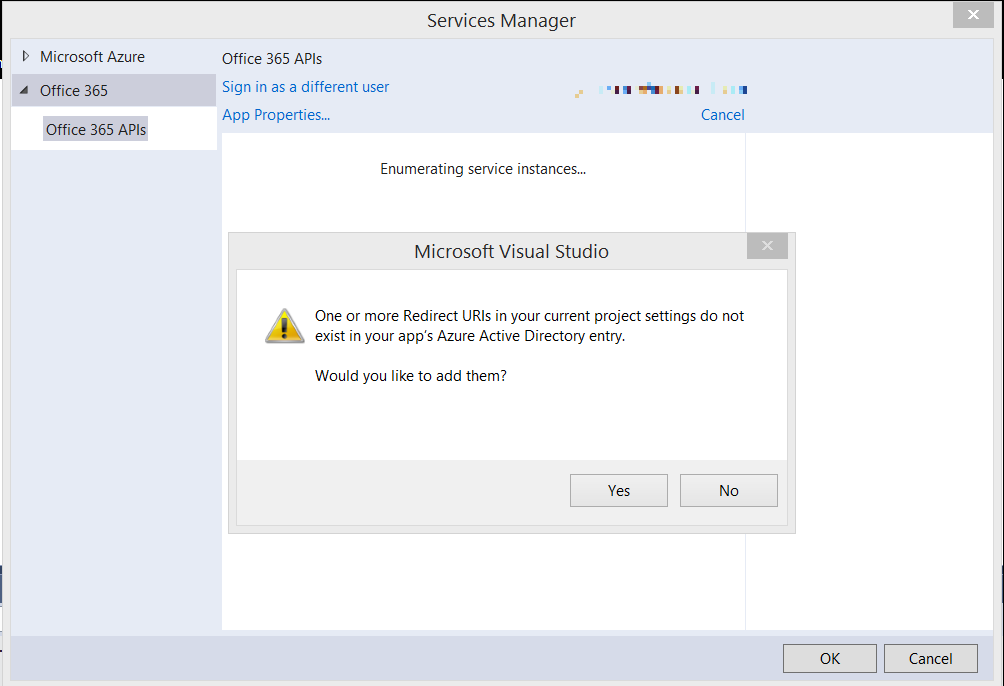 Services Manager
Microsoft Azure
Office 365
Office 365 APIs
Office 365 APIs
Sign in as a different user
App Properties...
Cancel
Enumerating service instances...
Microsoft Visual Studio
One or more Redirect URIs in your current project settings do not
exist in your app's Azure Active Directory entry.
Would you like to add them?
Yes
No
OK
Cancel